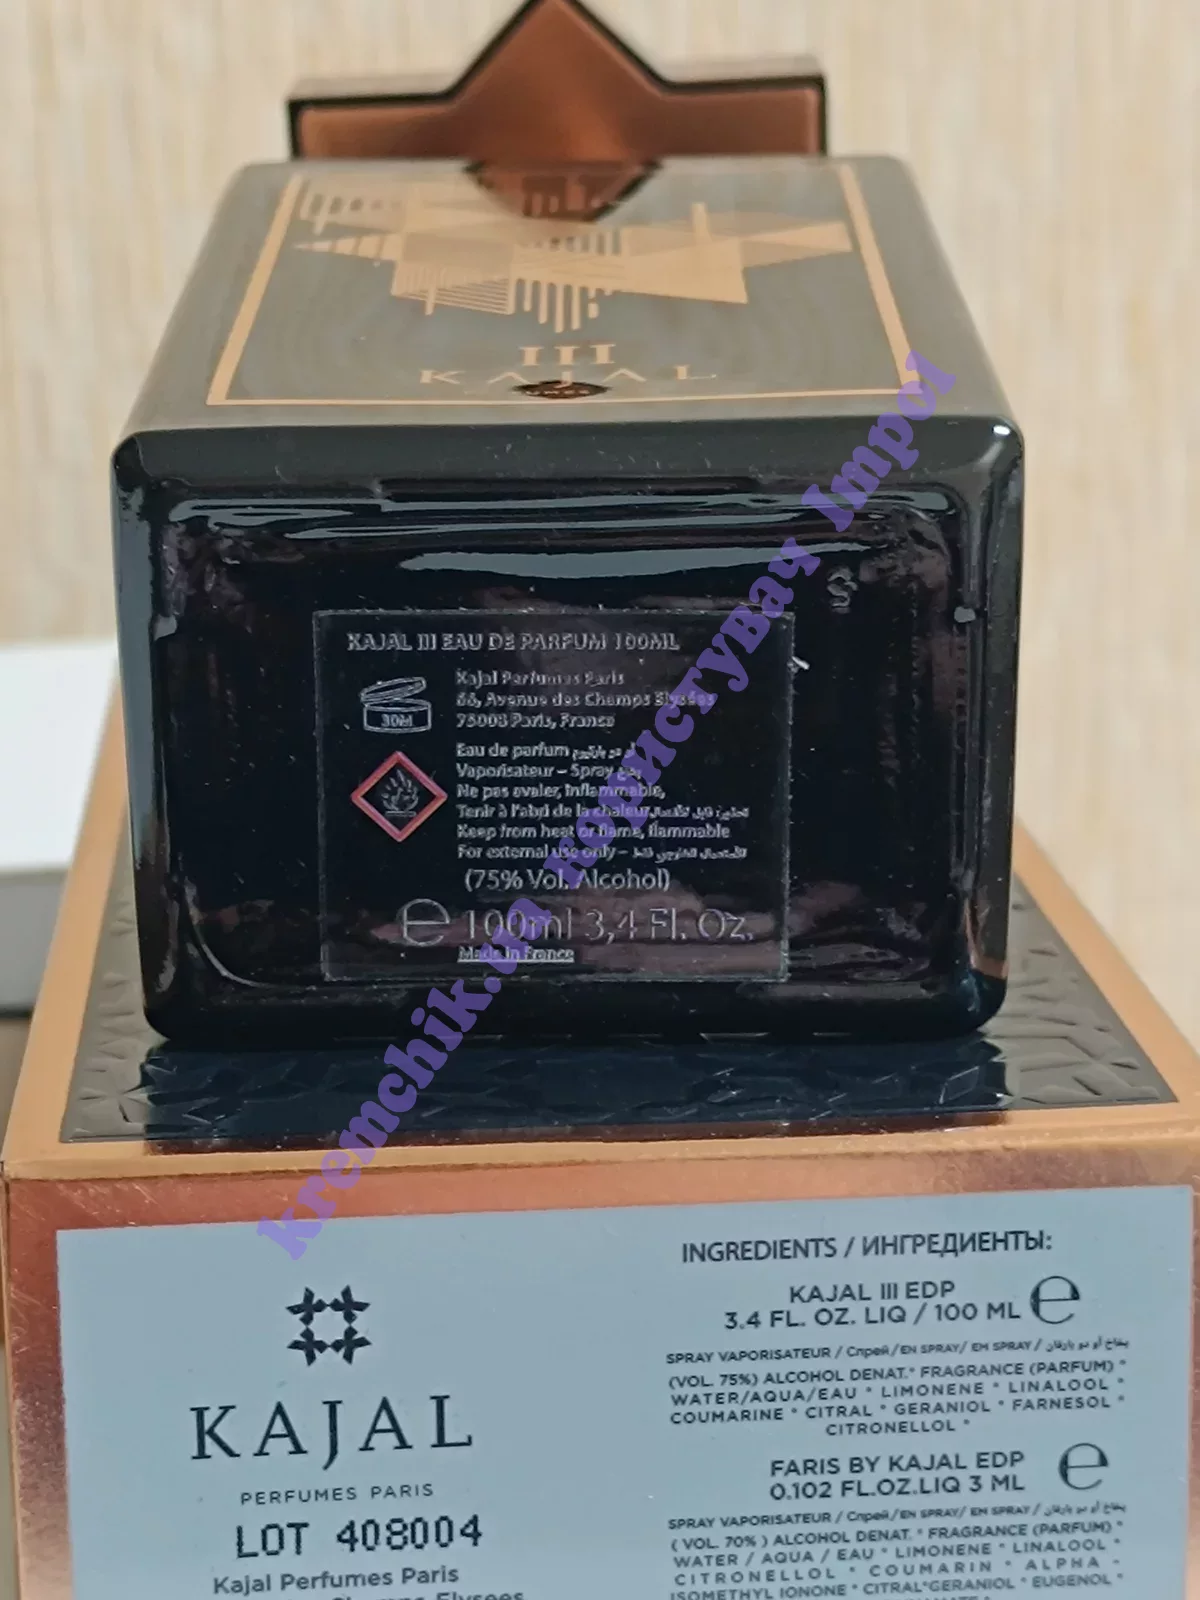 III
KAJAL
KAJAL III EAU DE PARFUM 100ML
Kajal Perfumes Paris
66, Avenue des Champs Elysées
75008 Paris, France
30M
Eau de parfum
Vaporisateur – Spray
Ne pas avaler, Inflammable,
Tenir à l'abri de la chaleur
Keep from heat or flame, flammable
For external use only –
(75% Vol. Alcohol)
e 100ml 3,4 Fl. Oz.
Made in France
kremchik.ua користувач Impol
KAJAL
PERFUMES PARIS
LOT 408004
Kajal Perfumes Paris
INGREDIENTS / ИНГРЕДИЕНТЫ:
KAJAL III EDP
3.4 FL. OZ. LIQ / 100 ML e
SPRAY VAPORISATEUR / Спрей/EN SPRAY/ EM SPRAY /
(VOL. 75%) ALCOHOL DENAT.* FRAGRANCE (PARFUM) *
WATER/AQUA/EAU * LIMONENE * LINALOOL *
COUMARINE * CITRAL * GERANIOL * FARNESOL *
CITRONELLOL *
FARIS BY KAJAL EDP
0.102 FL.OZ.LIQ 3 ML e
SPRAY VAPORISATEUR / Спрей/EN SPRAY/ EM SPRAY /
( VOL. 70% ) ALCOHOL DENAT. * FRAGRANCE (PARFUM) *
WATER / AQUA / EAU * LIMONENE * LINALOOL *
CITRONELLOL * COUMARIN * ALPHA -
ISOMETHYL IONONE * CITRAL*GERANIOL * EUGENOL *